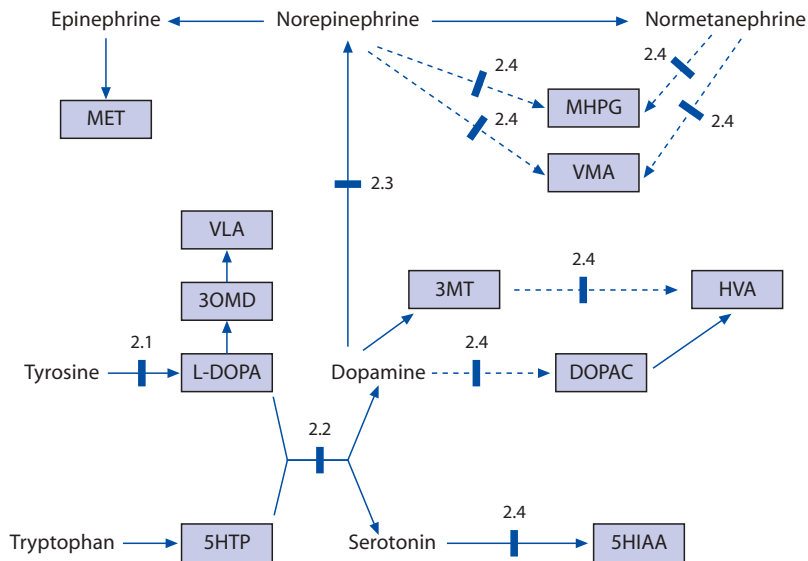 Epinephrine
Norepinephrine
Normetanephrine
2.4
2.4
MHPG
MET
2.4
2.4
VMA
2.3
VLA
2.4
3OMD
3MT
HVA
2.1
2.4
Tyrosine
L-DOPA
Dopamine
DOPAC
2.2
2.4
Tryptophan
5HTP
Serotonin
5HIAA